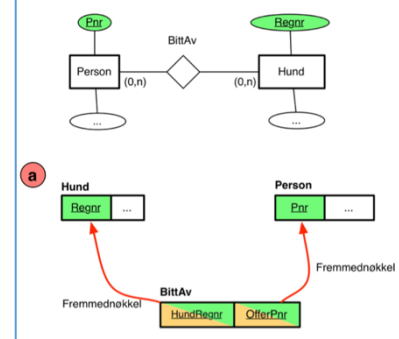 Pnr
Regnr
BittAv
Person
(0,n)
(0,n)
Hund
...
...
a
Hund
Person
Regnr
...
Pnr
...
Fremmednøkkel
BittAv
Fremmednøkkel
HundRegnr
OfferPnr